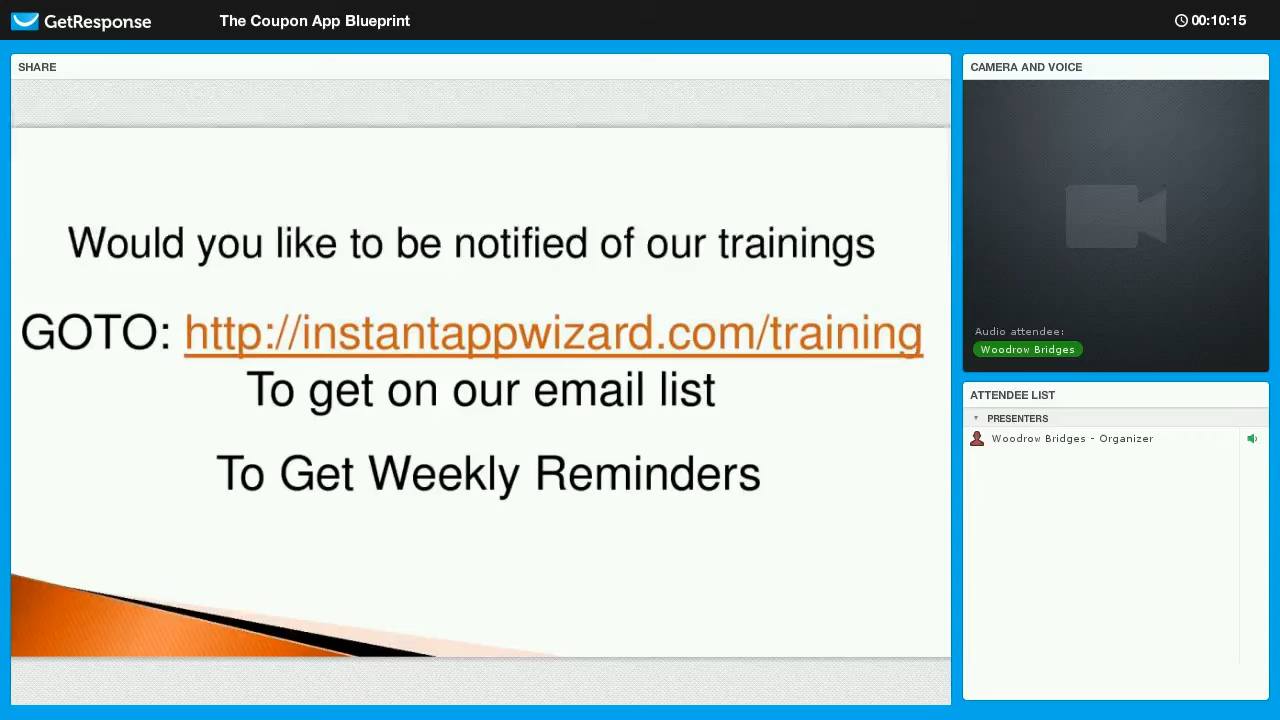 GetResponse
The Coupon App Blueprint
00:10:15
SHARE
Would you like to be notified of our trainings
GOTO: http://instantappwizard.com/training
To get on our email list
To Get Weekly Reminders
CAMERA AND VOICE
Audio attendee:
Woodrow Bridges
ATTENDEE LIST
PRESENTERS
Woodrow Bridges - Organizer